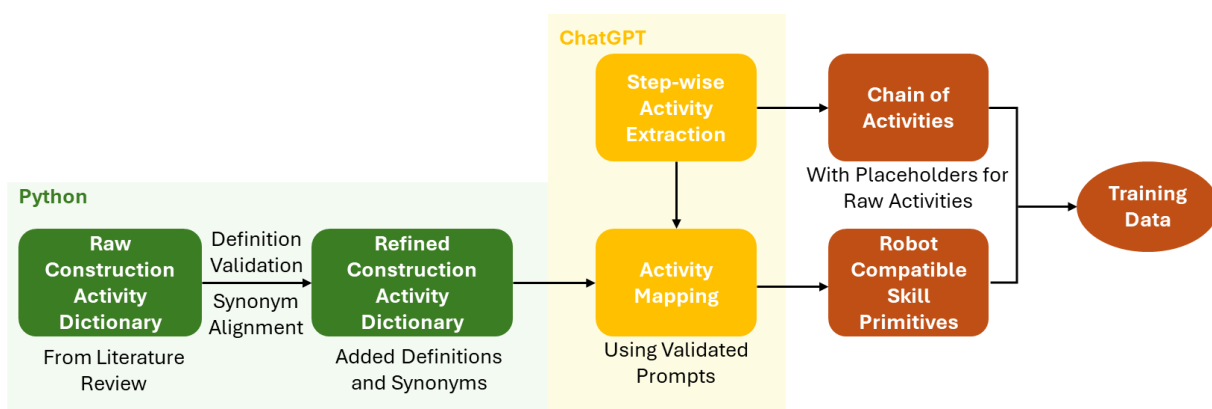 ChatGPT
Step-wise
Activity
Extraction
Chain of
Activities
With Placeholders for
Raw Activities
Python
Raw
Construction
Activity
Dictionary
From Literature
Review
Definition
Validation
Synonym
Alignment
Refined
Construction
Activity
Dictionary
Added Definitions
and Synonyms
Activity
Mapping
Using Validated
Prompts
Robot
Compatible
Skill
Primitives
Training
Data